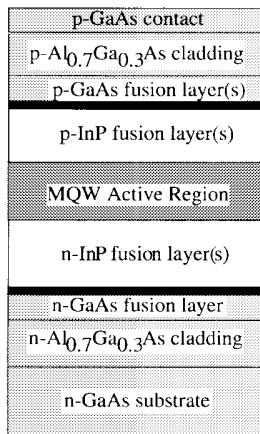 p-GaAs contact
p-Al0.7Ga0.3As cladding
p-GaAs fusion layer(s)
p-InP fusion layer(s)
MQW Active Region
n-InP fusion layer(s)
n-GaAs fusion layer
n-Al0.7Ga0.3As cladding
n-GaAs substrate